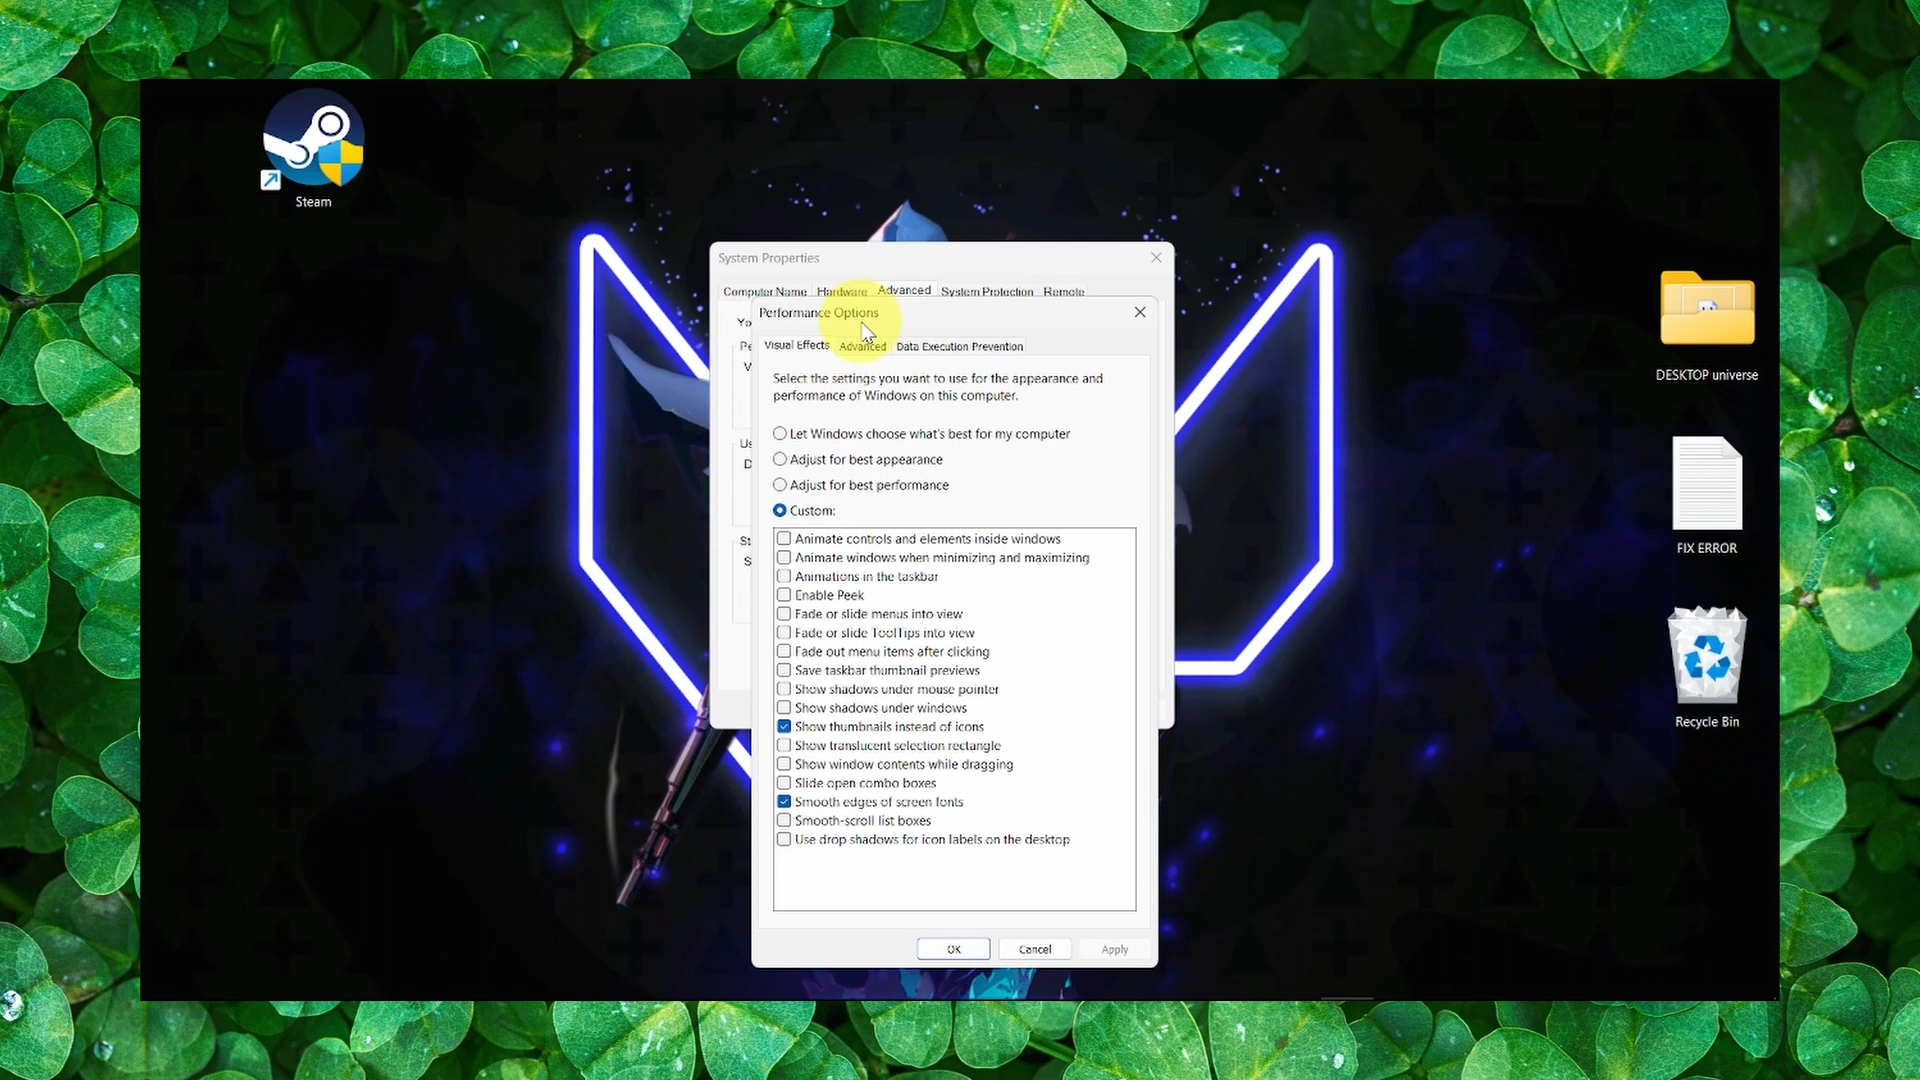 Steam
System Properties
Computer Name Hardware Advanced System Protection Remote
Yo
Performance Options
Pe
Visual Effects Advanced Data Execution Prevention
V
Select the settings you want to use for the appearance and
performance of Windows on this computer.
Let Windows choose what's best for my computer
Us
Adjust for best appearance
D
Adjust for best performance
Custom:
St
S
Animate controls and elements inside windows
Animate windows when minimizing and maximizing
Animations in the taskbar
Enable Peek
Fade or slide menus into view
Fade or slide ToolTips into view
Fade out menu items after clicking
Save taskbar thumbnail previews
Show shadows under mouse pointer
Show shadows under windows
Show thumbnails instead of icons
Show translucent selection rectangle
Show window contents while dragging
Slide open combo boxes
Smooth edges of screen fonts
Smooth-scroll list boxes
Use drop shadows for icon labels on the desktop
OK Cancel Apply
DESKTOP universe
FIX ERROR
Recycle Bin